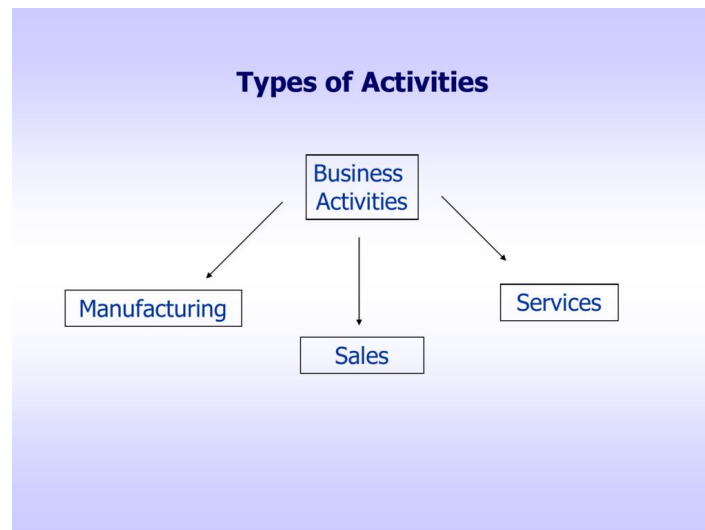 Types of Activities
Business
Activities
Manufacturing
Services
Sales